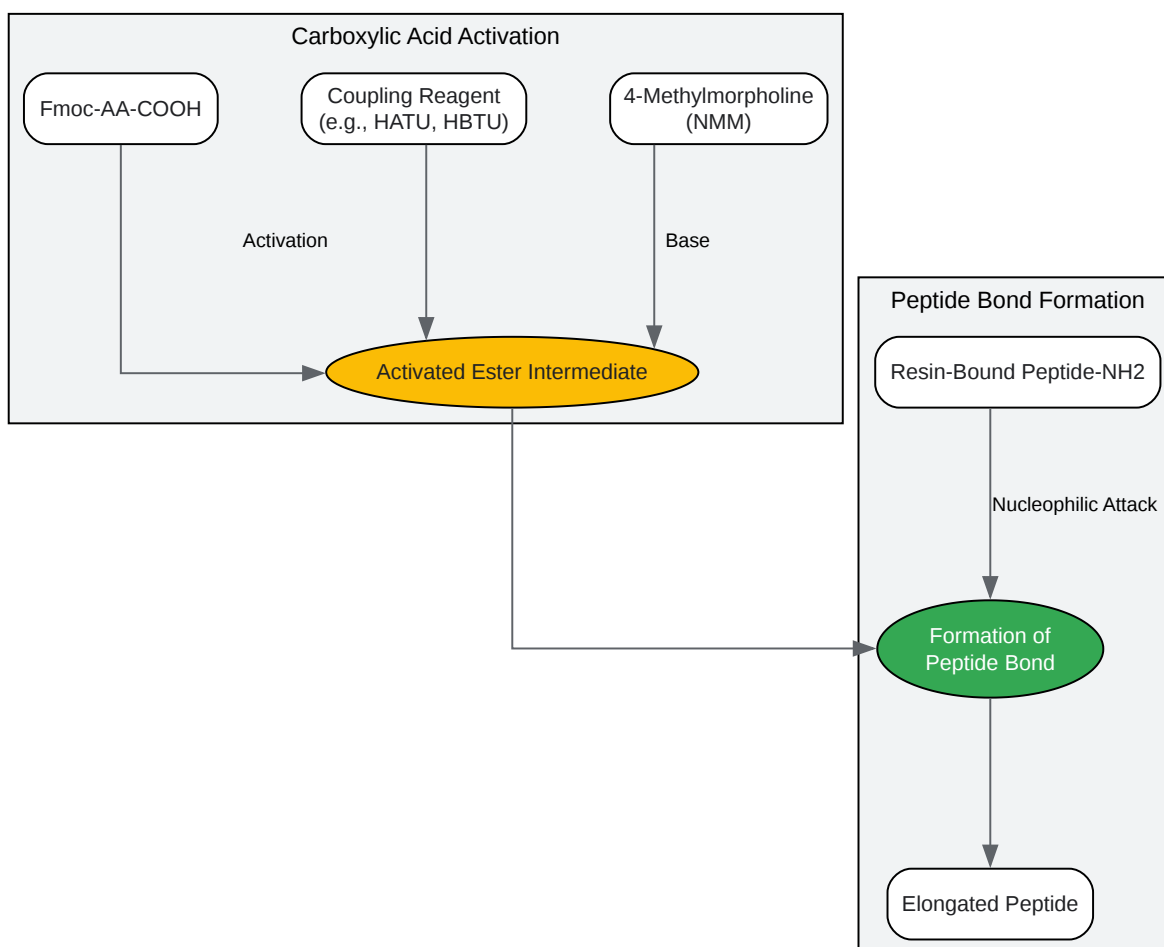 Carboxylic Acid Activation
Fmoc-AA-COOH
Coupling Reagent
(e.g., HATU, HBTU)
4-Methylmorpholine
(NMM)
Activation
Base
Activated Ester Intermediate
Peptide Bond Formation
Resin-Bound Peptide-NH2
Nucleophilic Attack
Formation of
Peptide Bond
Elongated Peptide